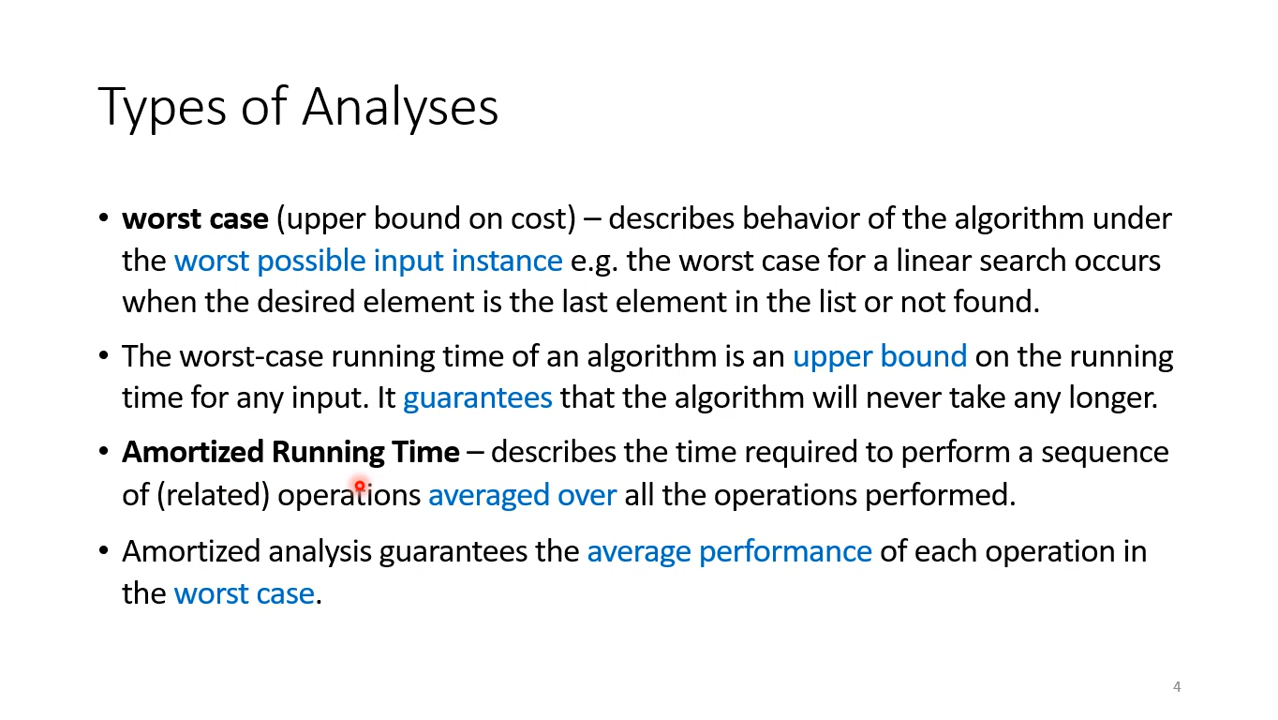 Types of Analyses
• worst case (upper bound on cost) – describes behavior of the algorithm under
the worst possible input instance e.g. the worst case for a linear search occurs
when the desired element is the last element in the list or not found.
• The worst-case running time of an algorithm is an upper bound on the running
time for any input. It guarantees that the algorithm will never take any longer.
• Amortized Running Time – describes the time required to perform a sequence
of (related) operations averaged over all the operations performed.
• Amortized analysis guarantees the average performance of each operation in
the worst case.
4